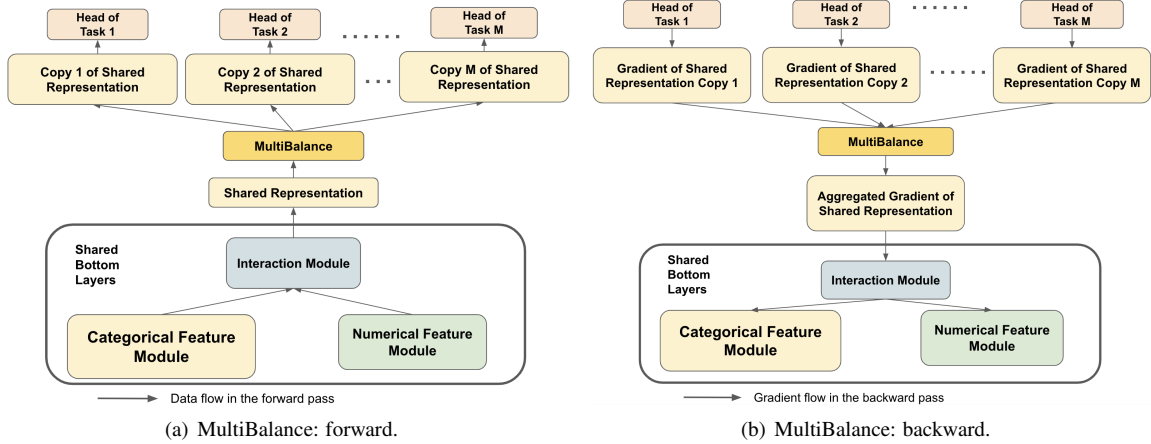 Head of
Task 1
Head of
Task 2
Head of
Task M
Copy 1 of Shared
Representation
Copy 2 of Shared
Representation
Copy M of Shared
Representation
MultiBalance
Shared Representation
Shared
Bottom
Layers
Interaction Module
Categorical Feature
Module
Numerical Feature
Module
Data flow in the forward pass
(a) MultiBalance: forward.
Head of
Task 1
Head of
Task 2
Head of
Task M
Gradient of Shared
Representation Copy 1
Gradient of Shared
Representation Copy 2
Gradient of Shared
Representation Copy M
MultiBalance
Aggregated Gradient of
Shared Representation
Shared
Bottom
Layers
Interaction Module
Categorical Feature
Module
Numerical Feature
Module
Gradient flow in the backward pass
(b) MultiBalance: backward.